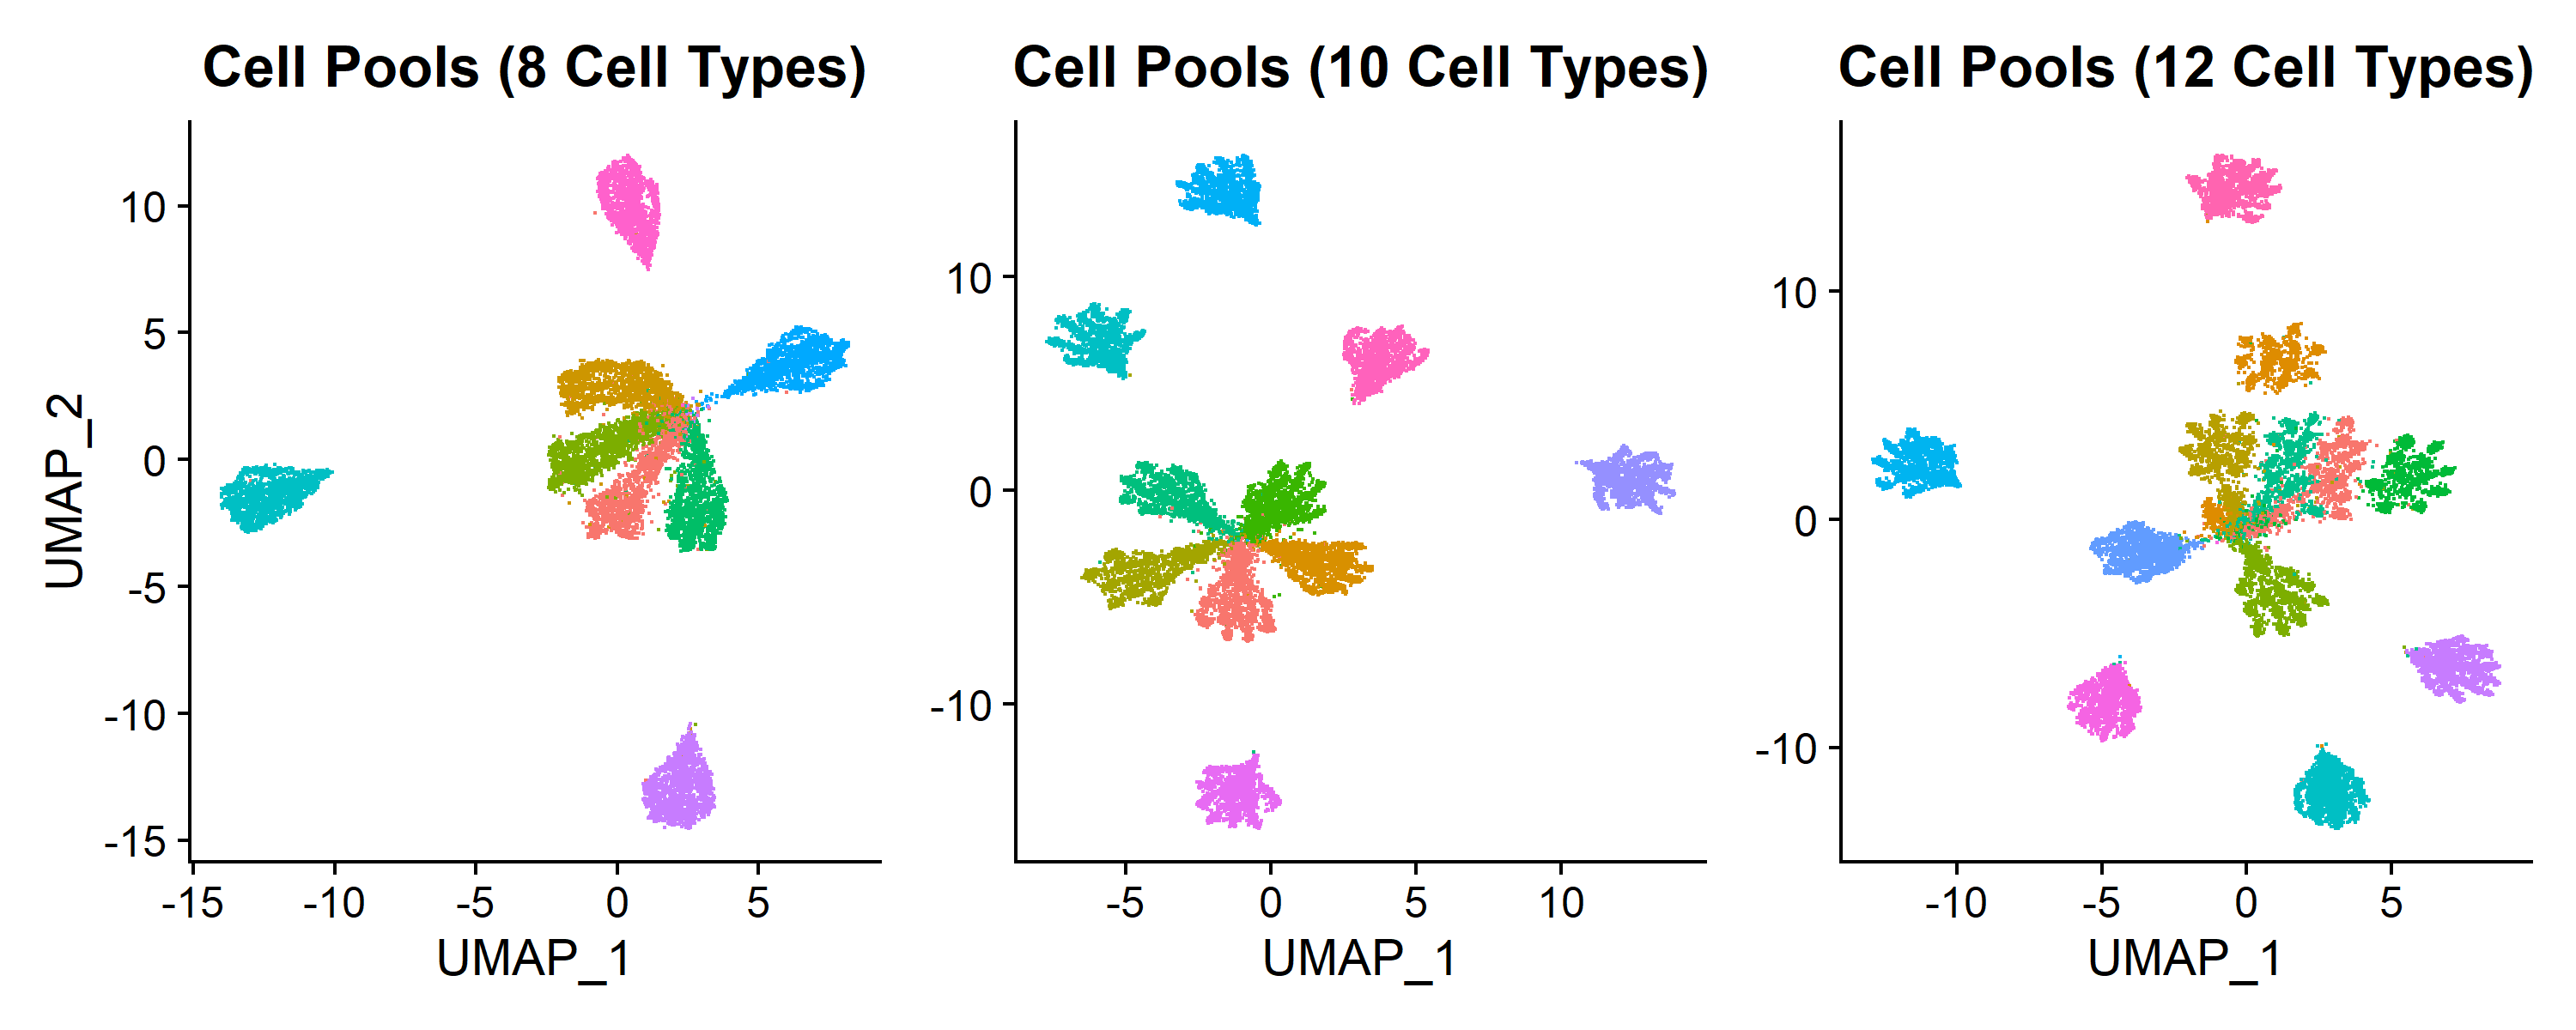 Cell Pools (8 Cell Types)
10
5
0
-5
-10
-15
UMAP_2
-15 -10 -5 0 5
UMAP_1
Cell Pools (10 Cell Types)
10
0
-10
-5 0 5 10
UMAP_1
Cell Pools (12 Cell Types)
10
0
-10
-10 -5 0 5
UMAP_1